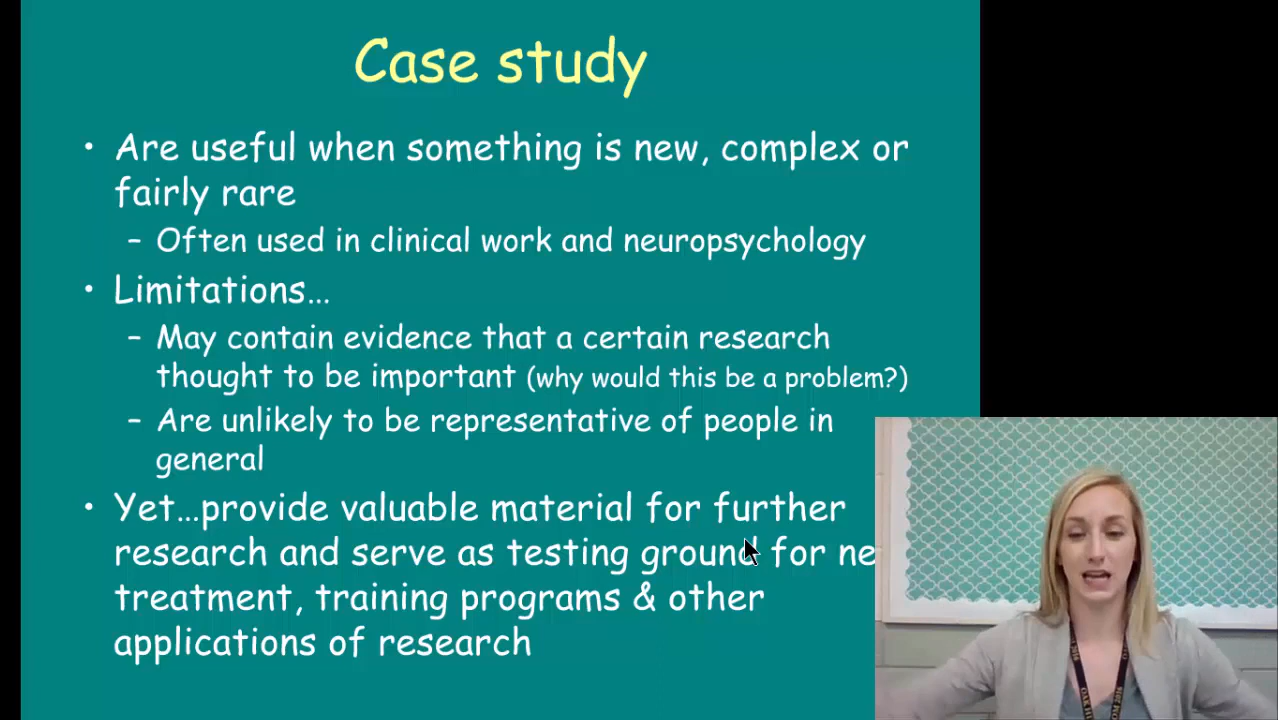 Case study
• Are useful when something is new, complex or
fairly rare
– Often used in clinical work and neuropsychology
• Limitations…
– May contain evidence that a certain research
thought to be important (why would this be a problem?)
– Are unlikely to be representative of people in
general
• Yet…provide valuable material for further
research and serve as testing ground for ne
treatment, training programs & other
applications of research